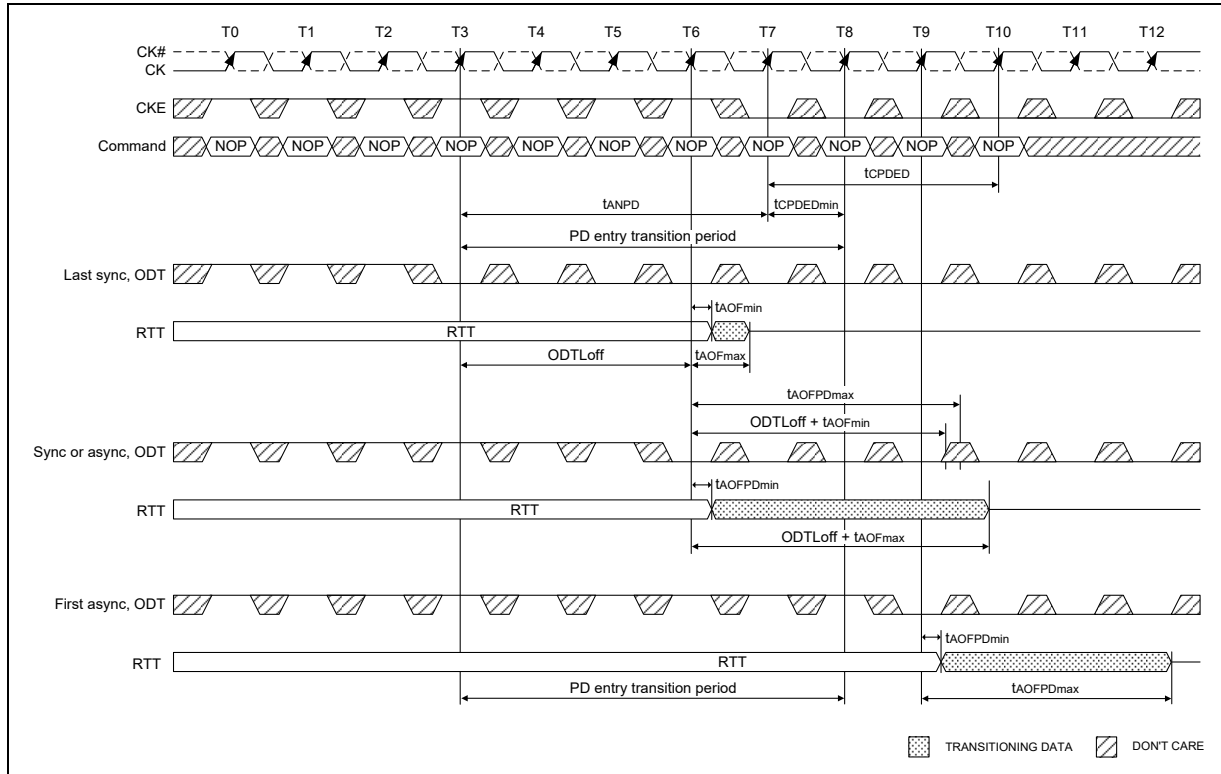 T0 T1 T2 T3 T4 T5 T6 T7 T8 T9 T10 T11 T12
CK#
CK
CKE
Command NOP NOP NOP NOP NOP NOP NOP NOP NOP NOP NOP
tCPDED
tANPD tCPDEDmin
PD entry transition period
Last sync, ODT
tAOFmin
RTT RTT
ODTLoff tAOFmax
tAOFPDmax
ODTLoff + tAOFmin
Sync or async, ODT
tAOFPDmin
RTT RTT
ODTLoff + tAOFmax
First async, ODT
tAOFPDmin
RTT RTT
PD entry transition period tAOFPDmax
TRANSITIONING DATA DON'T CARE